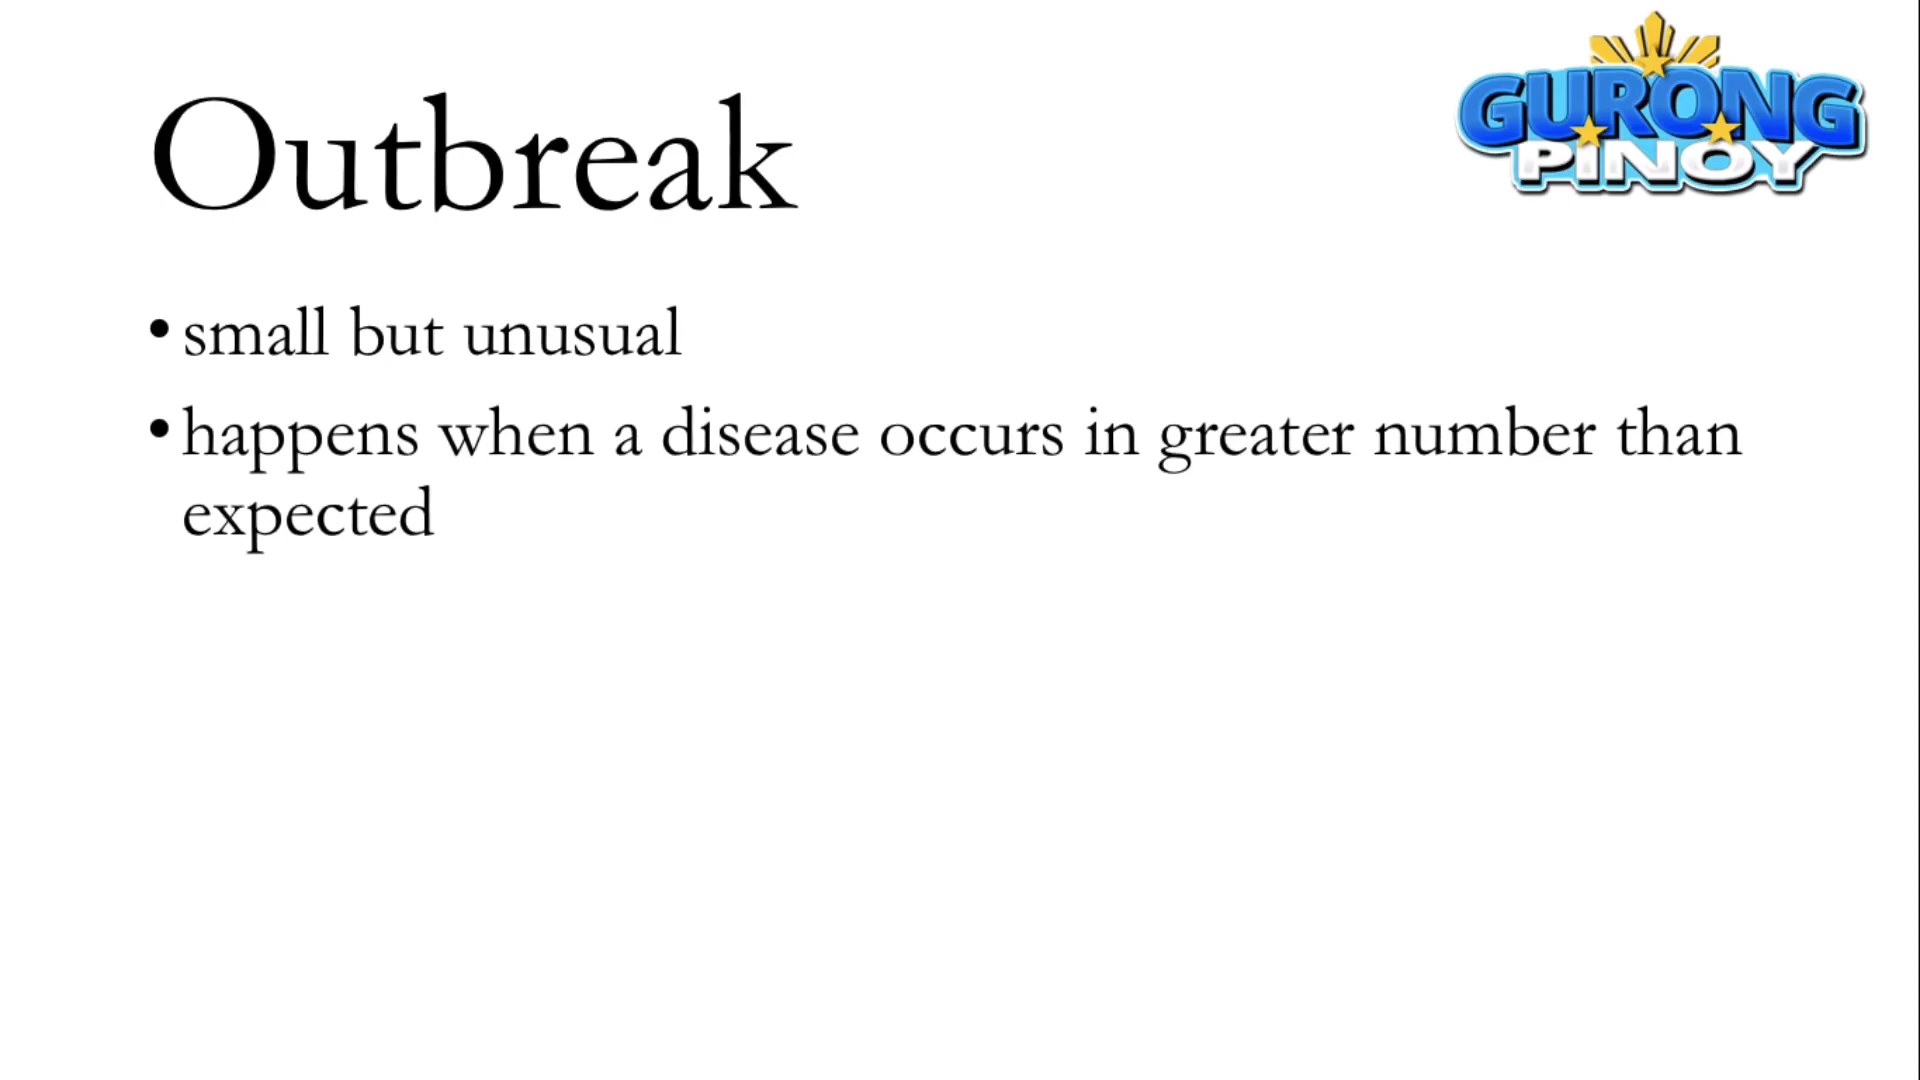 GURONG
PINOY
Outbreak
• small but unusual
• happens when a disease occurs in greater number than
expected